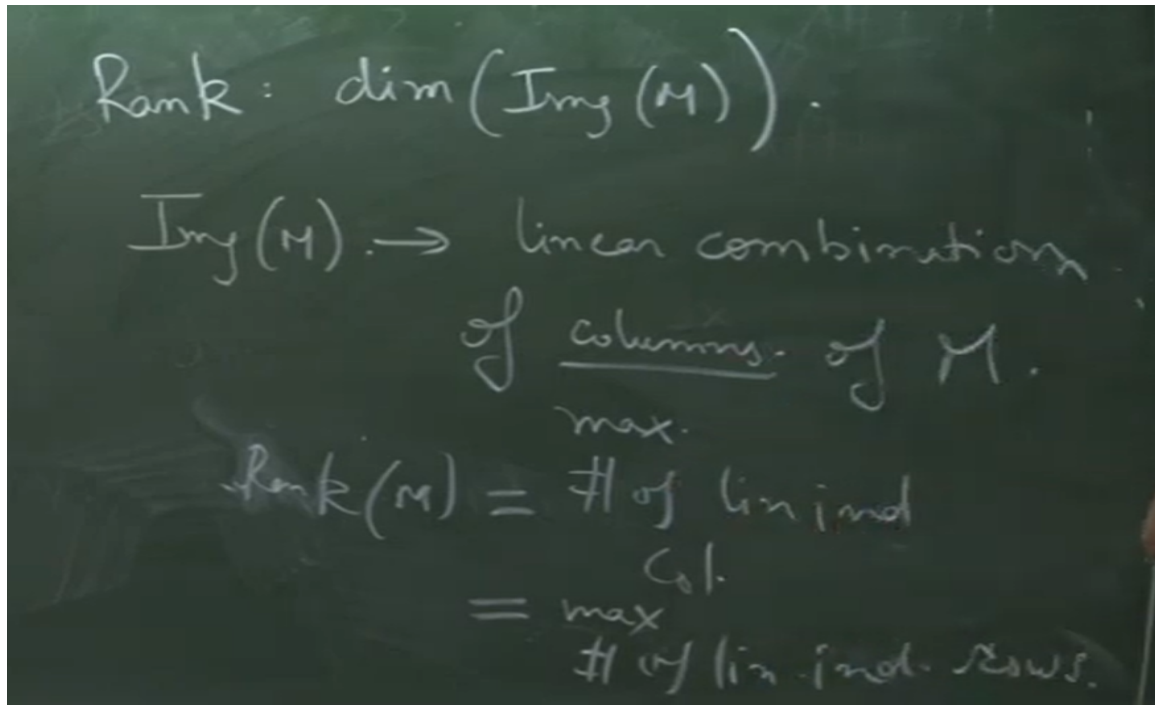 Rank: dim (Img (M)).
Img (M). → linear combination
of columns. of M.
max.
Rank (M) = # of lin ind
Col.
= max
# of lin. ind. rows.